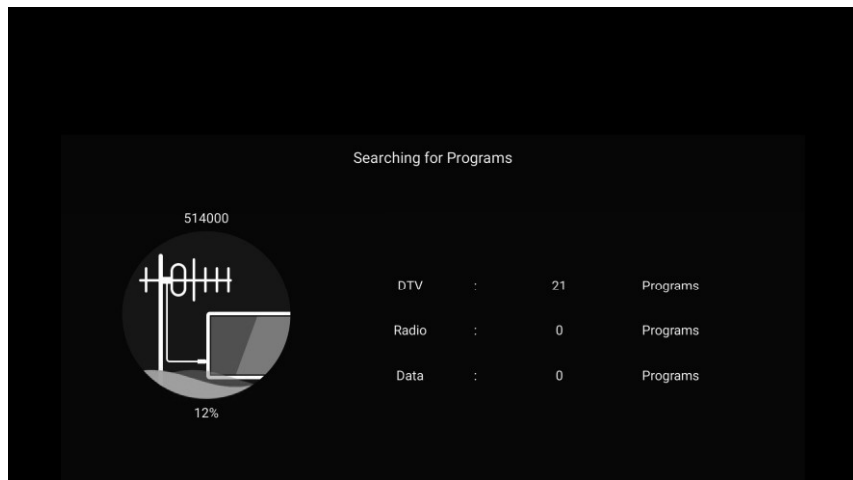 Searching for Programs
514000
DTV : 21 Programs
Radio : 0 Programs
Data : 0 Programs
12%